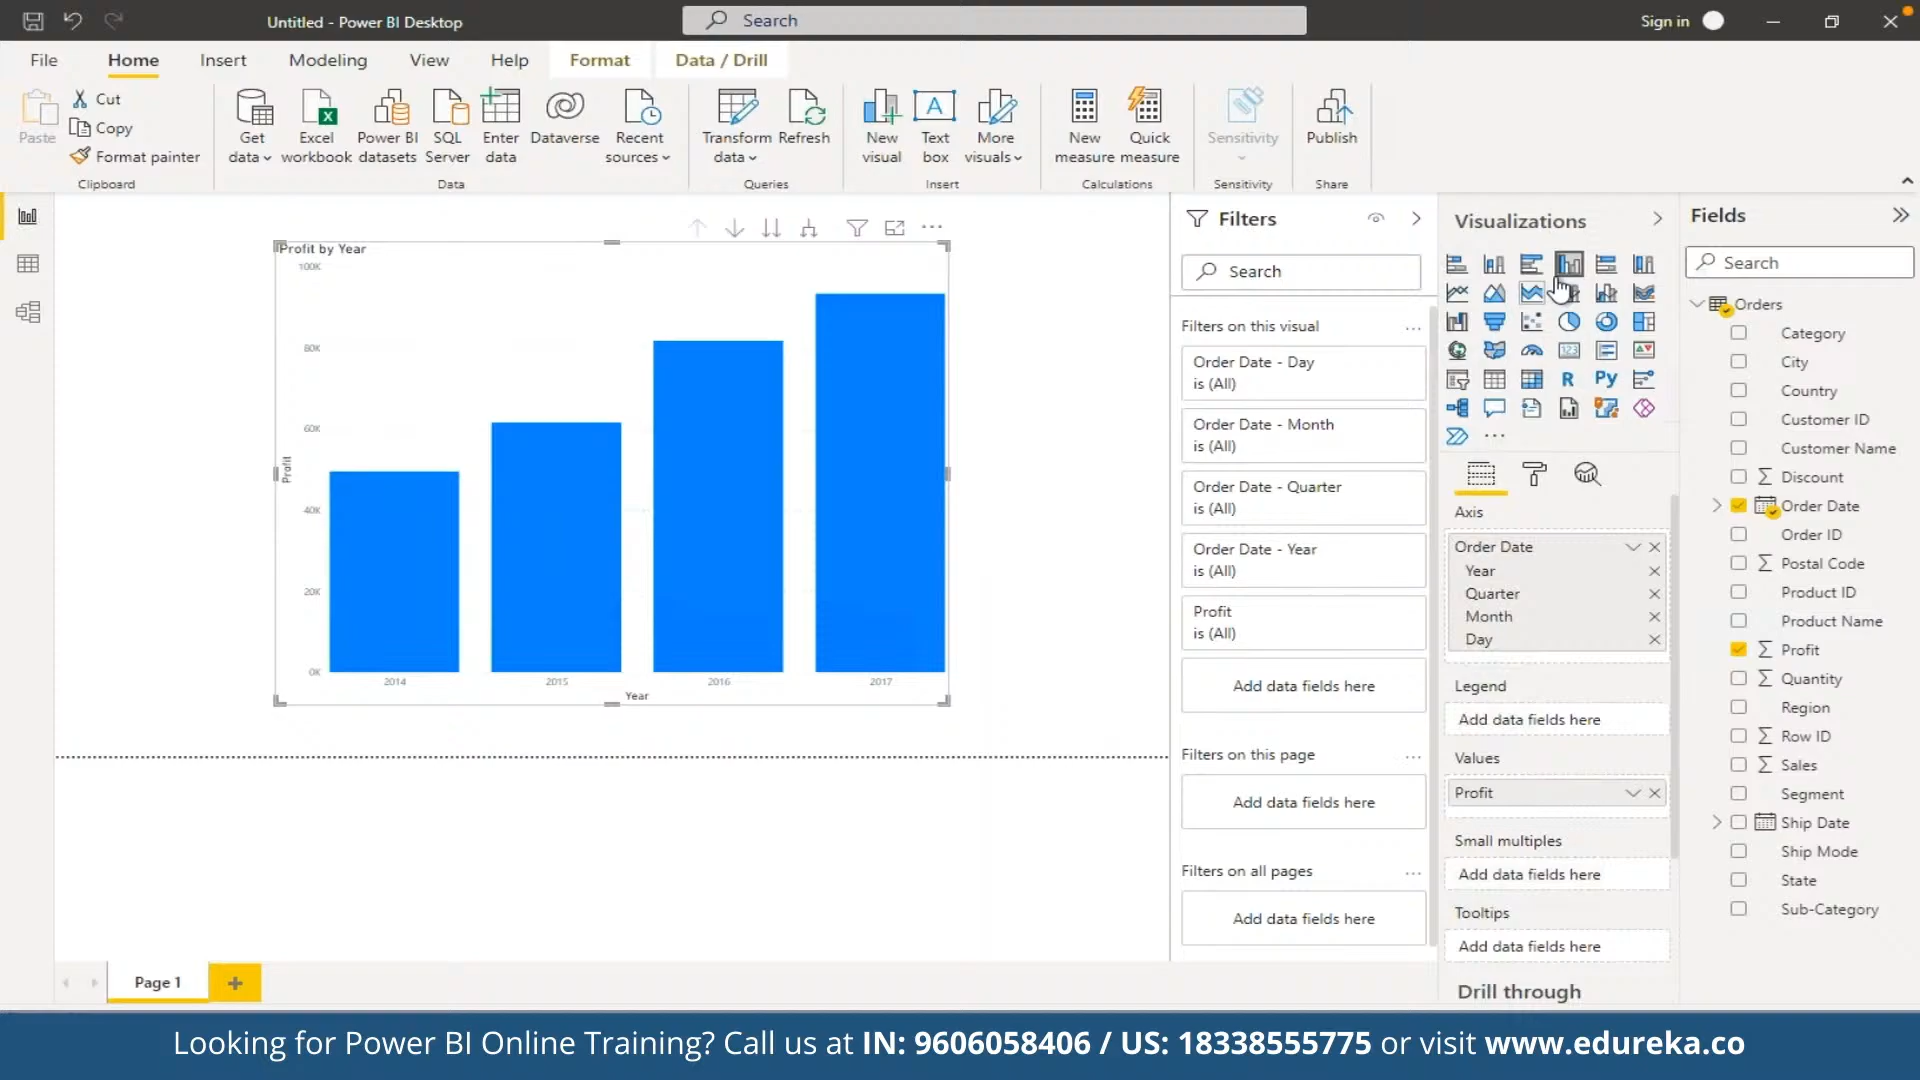 Untitled - Power BI Desktop
Search
Sign in
File
Home
Insert
Modeling
View
Help
Format
Data / Drill
Paste
Cut
Copy
Format painter
Clipboard
Get data
Excel workbook
Power BI datasets
SQL Server
Enter data
Dataverse
Recent sources
Data
Transform data
Refresh
Queries
New visual
A
Text box
More visuals
Insert
New measure
Quick measure
Calculations
Sensitivity
Sensitivity
Publish
Share
Profit by Year
100K
80K
60K
40K
20K
0K
Profit
2014
2015
2016
2017
Year
Filters
Search
Filters on this visual
Order Date - Day
is (All)
Order Date - Month
is (All)
Order Date - Quarter
is (All)
Order Date - Year
is (All)
Profit
is (All)
Add data fields here
Filters on this page
Add data fields here
Filters on all pages
Add data fields here
Visualizations
123
R
Py
Axis
Order Date
Year
Quarter
Month
Day
Legend
Add data fields here
Values
Profit
Small multiples
Add data fields here
Tooltips
Add data fields here
Drill through
Fields
Search
Orders
Category
City
Country
Customer ID
Customer Name
Discount
Order Date
Order ID
Postal Code
Product ID
Product Name
Profit
Quantity
Region
Row ID
Sales
Segment
Ship Date
Ship Mode
State
Sub-Category
Page 1
Looking for Power BI Online Training? Call us at IN: 9606058406 / US: 18338555775 or visit www.edureka.co